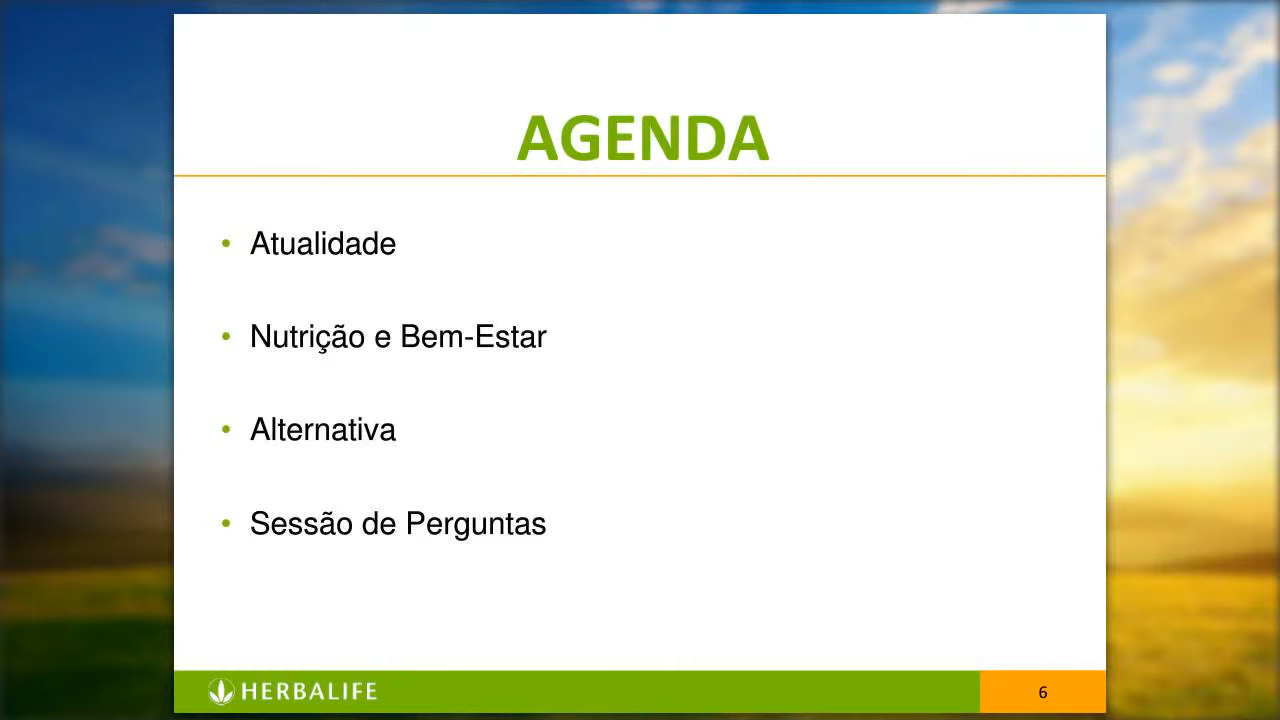 AGENDA
• Atualidade
• Nutrição e Bem-Estar
• Alternativa
• Sessão de Perguntas
HERBALIFE
6